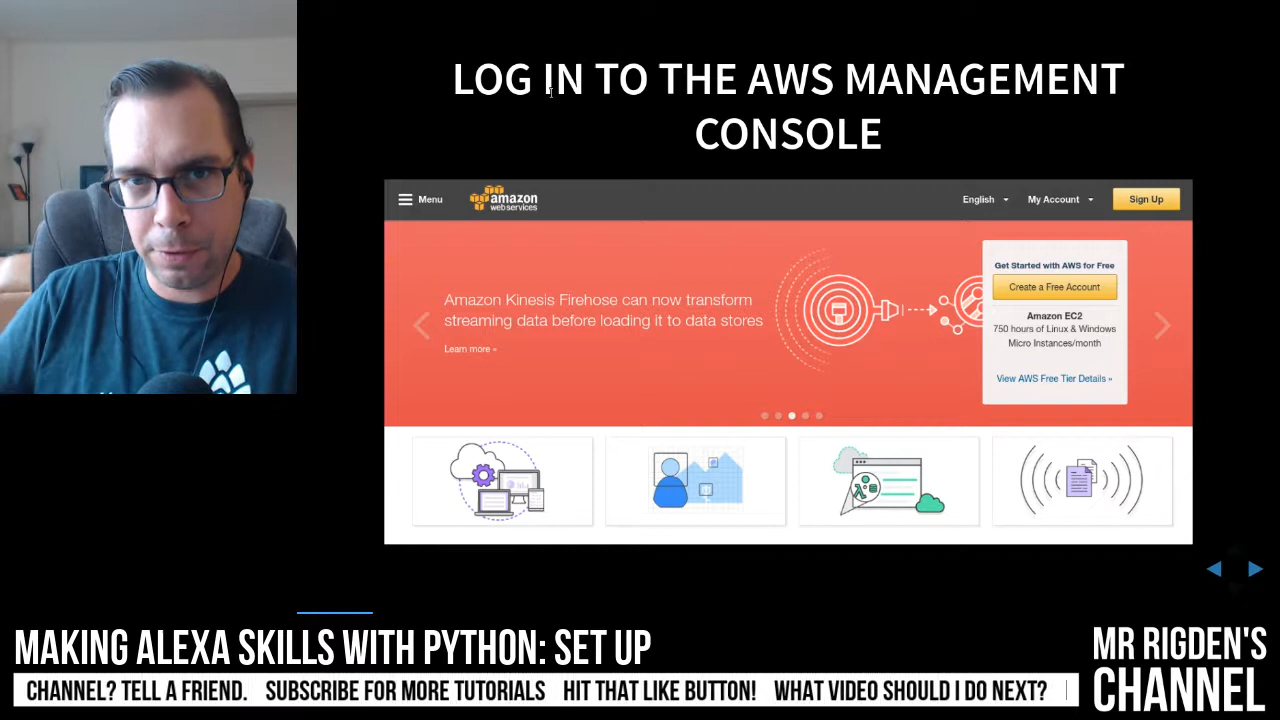 LOG IN TO THE AWS MANAGEMENT
CONSOLE
Menu
amazon
webservices
English
My Account
Sign Up
Amazon Kinesis Firehose can now transform
streaming data before loading it to data stores
Learn more »
Get Started with AWS for Free
Create a Free Account
Amazon EC2
750 hours of Linux & Windows
Micro Instances/month
View AWS Free Tier Details »
MAKING ALEXA SKILLS WITH PYTHON: SET UP
CHANNEL? TELL A FRIEND. SUBSCRIBE FOR MORE TUTORIALS HIT THAT LIKE BUTTON! WHAT VIDEO SHOULD I DO NEXT?
MR RIGDEN'S
CHANNEL